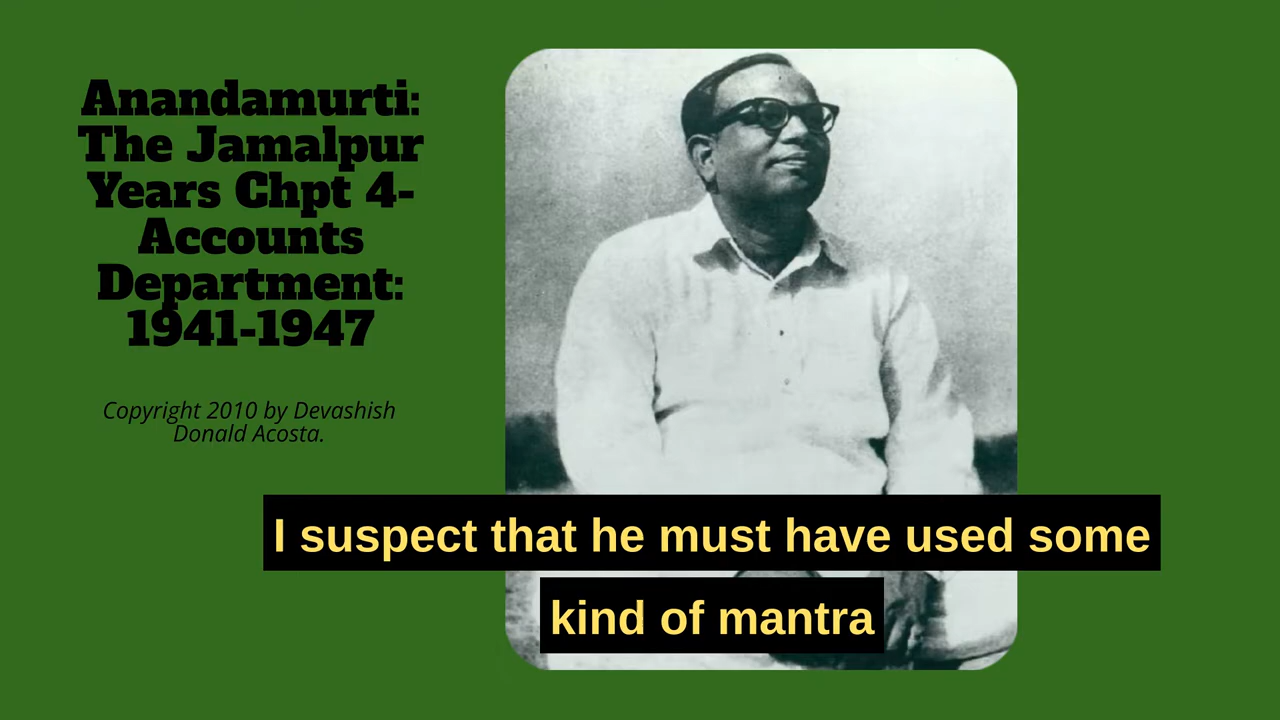 Anandamurti:
The Jamalpur
Years Chpt 4-
Accounts
Department:
1941-1947
Copyright 2010 by Devashish
Donald Acosta.
I suspect that he must have used some
kind of mantra